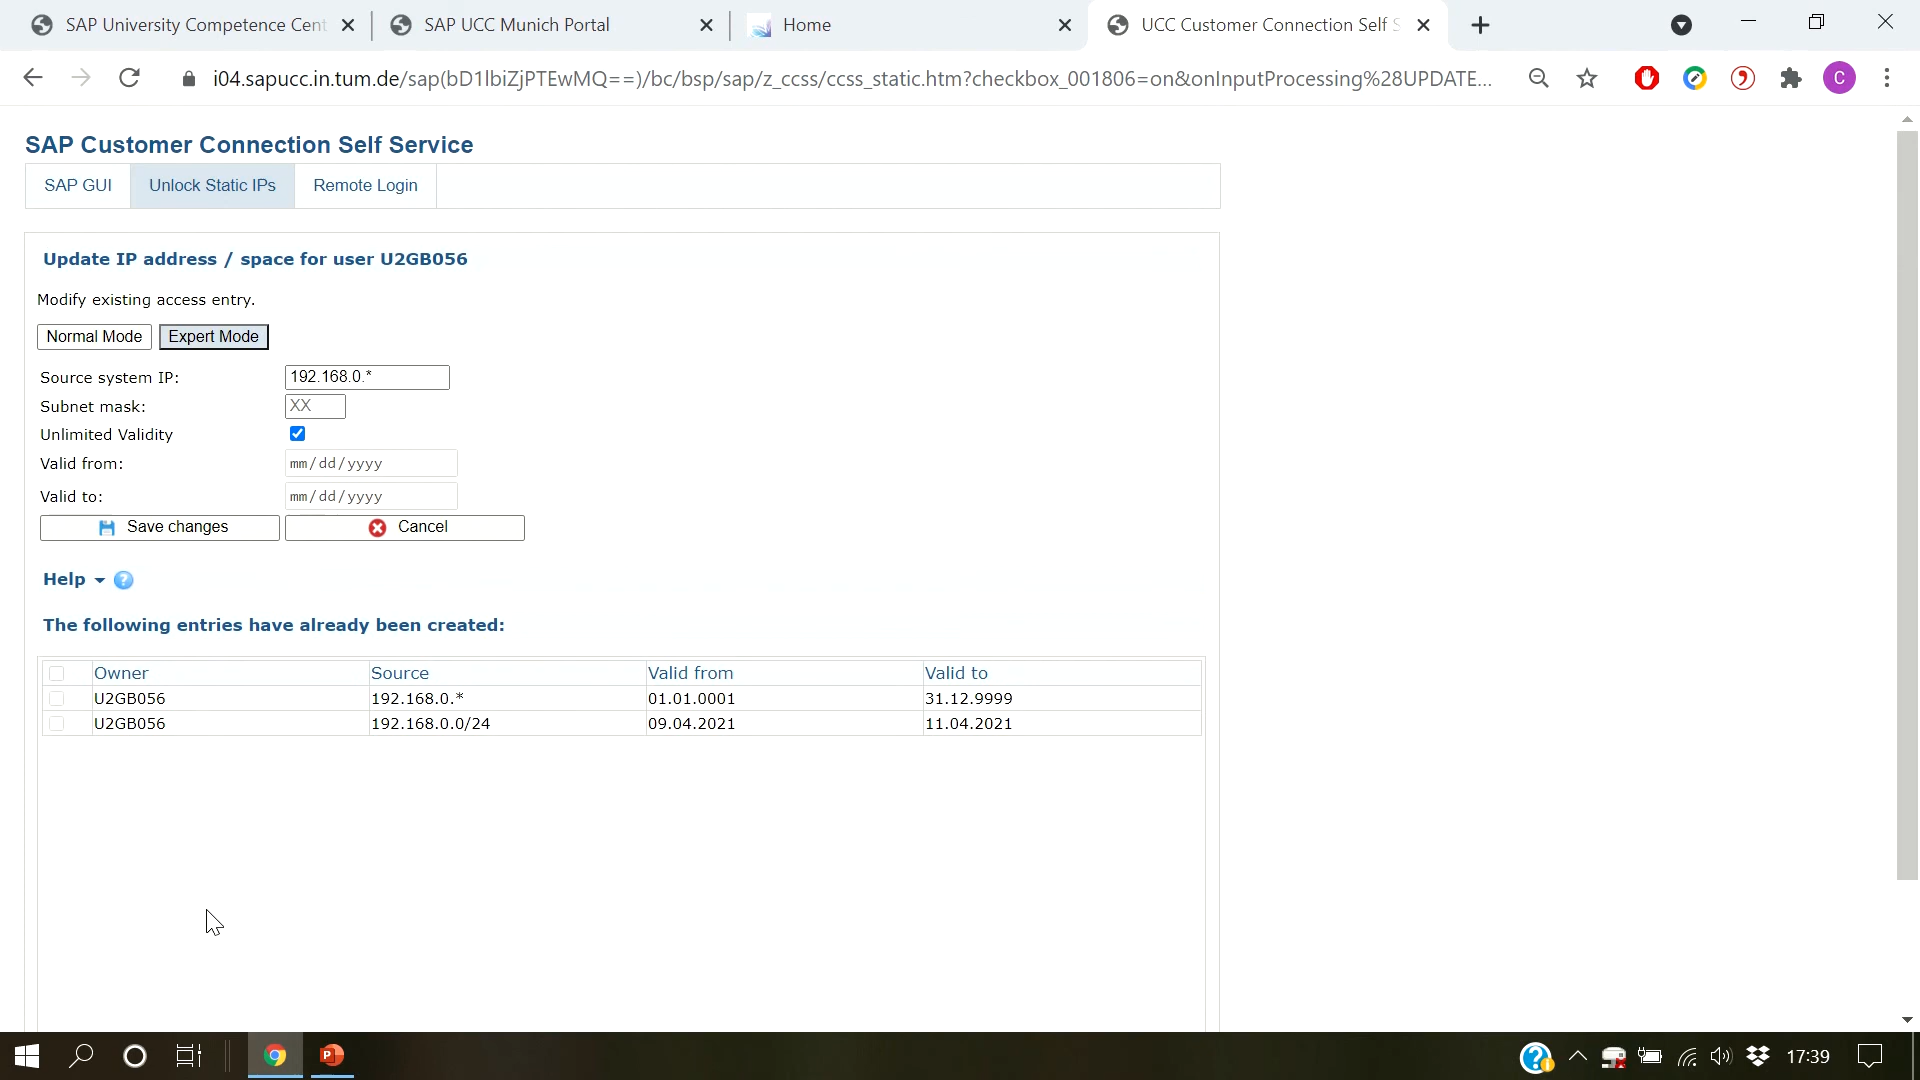 SAP University Competence Cent
SAP UCC Munich Portal
Home
UCC Customer Connection Self S
i04.sapucc.in.tum.de/sap(bD1lbiZjPTEwMQ==)/bc/bsp/sap/z_ccss/ccss_static.htm?checkbox_001806=on&onInputProcessing%28UPDATE...
C
SAP Customer Connection Self Service
SAP GUI
Unlock Static IPs
Remote Login
Update IP address / space for user U2GB056
Modify existing access entry.
Normal Mode
Expert Mode
Source system IP:
192.168.0.*
Subnet mask:
XX
Unlimited Validity
Valid from:
mm/dd/yyyy
Valid to:
mm/dd/yyyy
Save changes
Cancel
Help
The following entries have already been created:
Owner Source Valid from Valid to
U2GB056 192.168.0.* 01.01.0001 31.12.9999
U2GB056 192.168.0.0/24 09.04.2021 11.04.2021
17:39